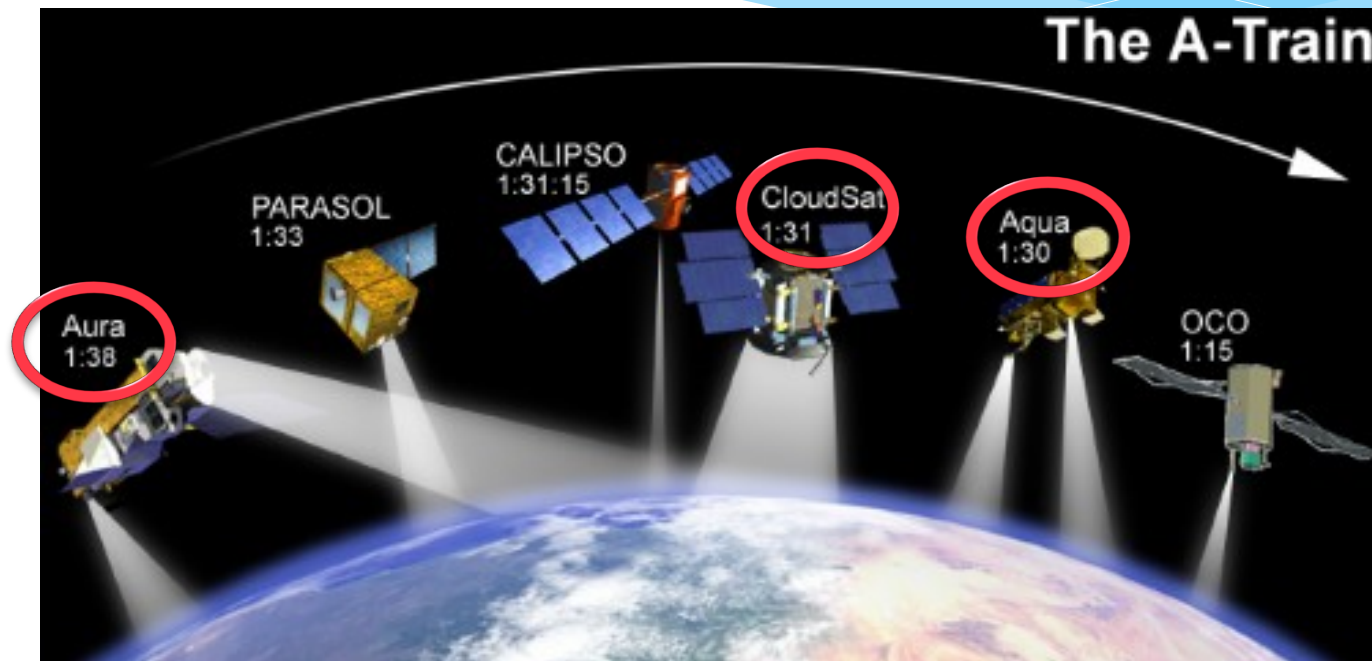 The A-Train
CALIPSO
1:31:15
CloudSat
1:31
PARASOL
1:33
Aqua
1:30
Aura
1:38
OCO
1:15